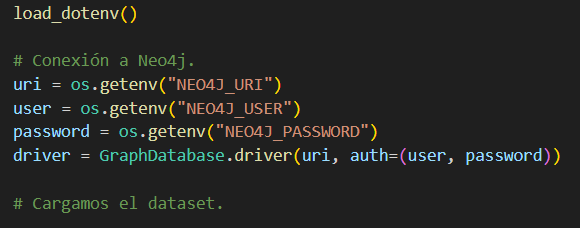 load_dotenv()
# Conexión a Neo4j.
uri = os.getenv("NEO4J_URI")
user = os.getenv("NEO4J_USER")
password = os.getenv("NEO4J_PASSWORD")
driver = GraphDatabase.driver(uri, auth=(user, password))
# Cargamos el dataset.